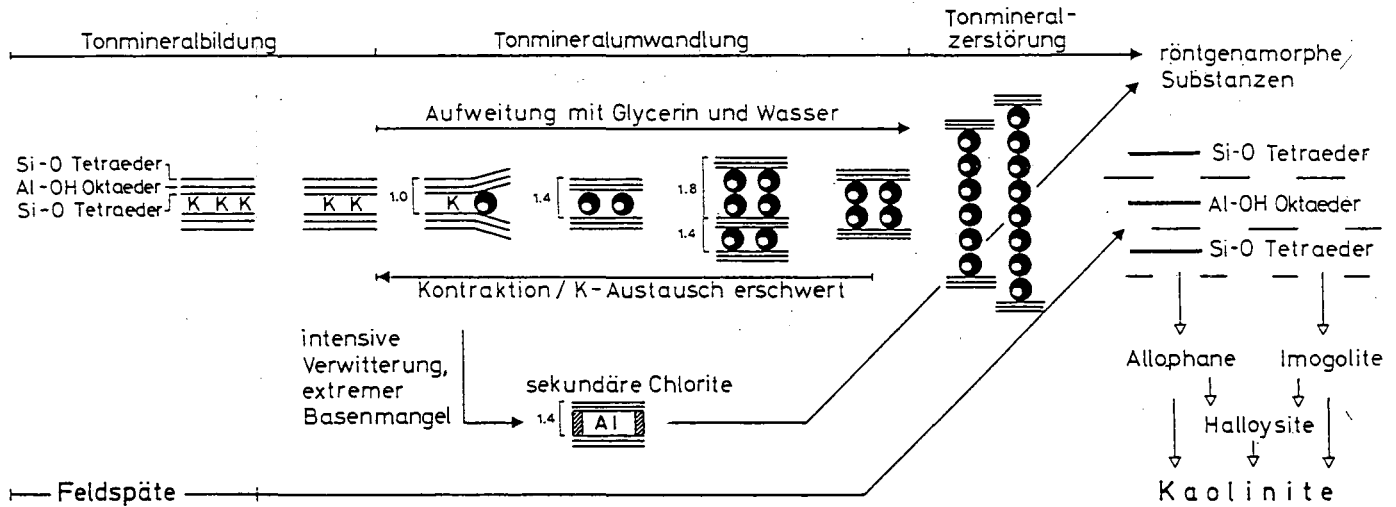 Tonmineralbildung
Tonmineralumwandlung
Tonmineral-
zerstörung
röntgenamorphe
Substanzen
Aufweitung mit Glycerin und Wasser
Si-O Tetraeder
Al-OH Oktaeder
Si-O Tetraeder
K K K
K K
1.0
K
1.4
1.8
1.4
Kontraktion / K-Austausch erschwert
Si-O Tetraeder
Al-OH Oktaeder
Si-O Tetraeder
intensive
Verwitterung,
extremer
Basenmangel
sekundäre Chlorite
1.4
Al
Allophane
Imogolite
Halloysite
Kaolinite
Feldspäte